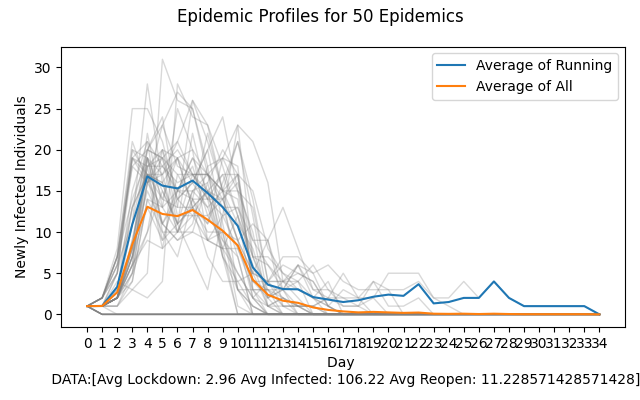 Epidemic Profiles for 50 Epidemics
Average of Running
Average of All
Newly Infected Individuals
30
25
20
15
10
5
0
0 1 2 3 4 5 6 7 8 9 10 11 12 13 14 15 16 17 18 19 20 21 22 23 24 25 26 27 28 29 30 31 32 33 34
Day
DATA:[Avg Lockdown: 2.96 Avg Infected: 106.22 Avg Reopen: 11.228571428571428]